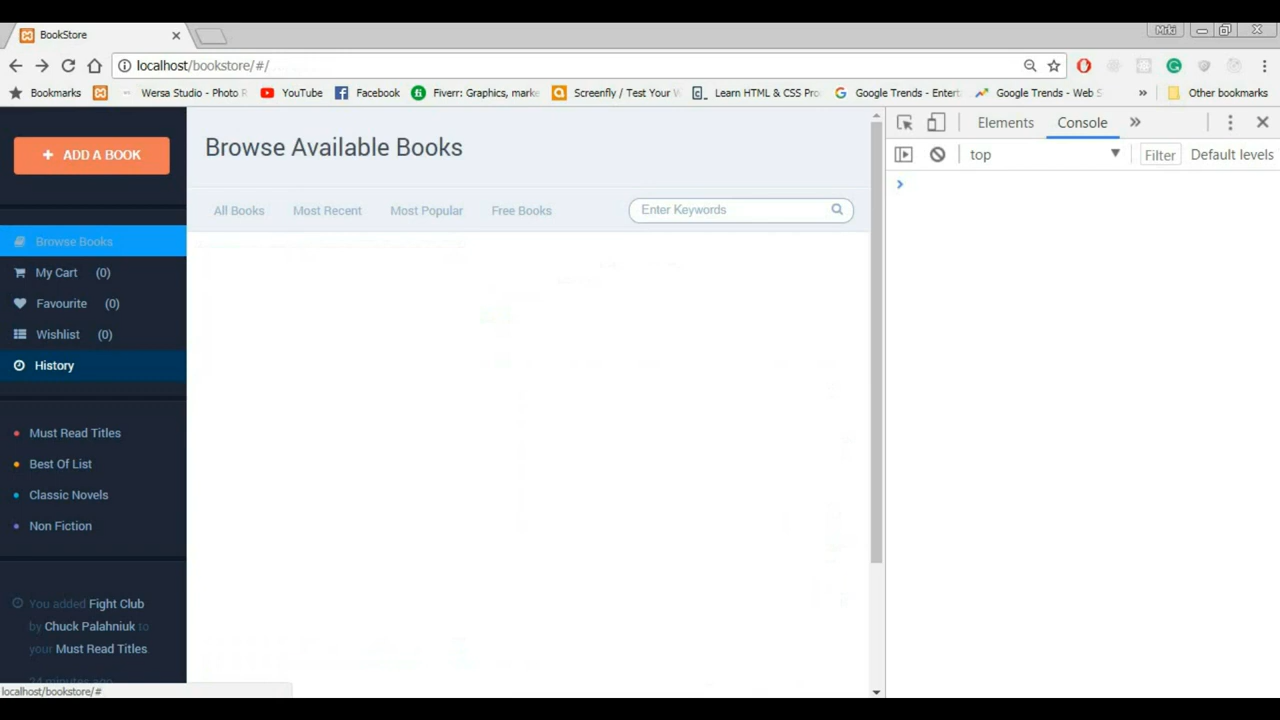 BookStore
Miki
localhost/bookstore/#/
Bookmarks
Wersa Studio - Photo R
YouTube
Facebook
Fiverr: Graphics, marke
Screenfly / Test Your W
Learn HTML & CSS Pro
Google Trends - Entert
Google Trends - Web S
»
Other bookmarks
+ ADD A BOOK
Browse Books
My Cart (0)
Favourite (0)
Wishlist (0)
History
Must Read Titles
Best Of List
Classic Novels
Non Fiction
You added Fight Club
by Chuck Palahniuk to
your Must Read Titles.
24 minutes ago
localhost/bookstore/#
Browse Available Books
All Books
Most Recent
Most Popular
Free Books
Enter Keywords
Elements
Console
»
top
Filter
Default levels